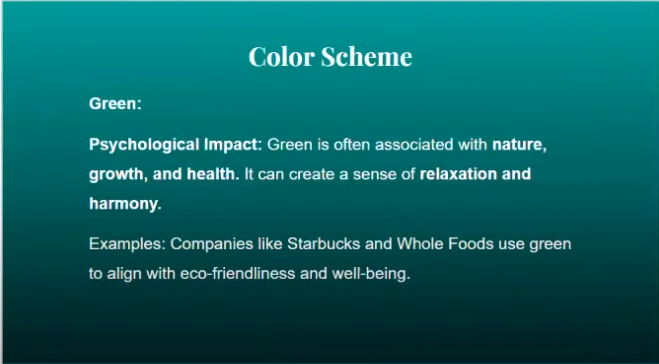 Color Scheme
Green:
Psychological Impact: Green is often associated with nature,
growth, and health. It can create a sense of relaxation and
harmony.
Examples: Companies like Starbucks and Whole Foods use green
to align with eco-friendliness and well-being.